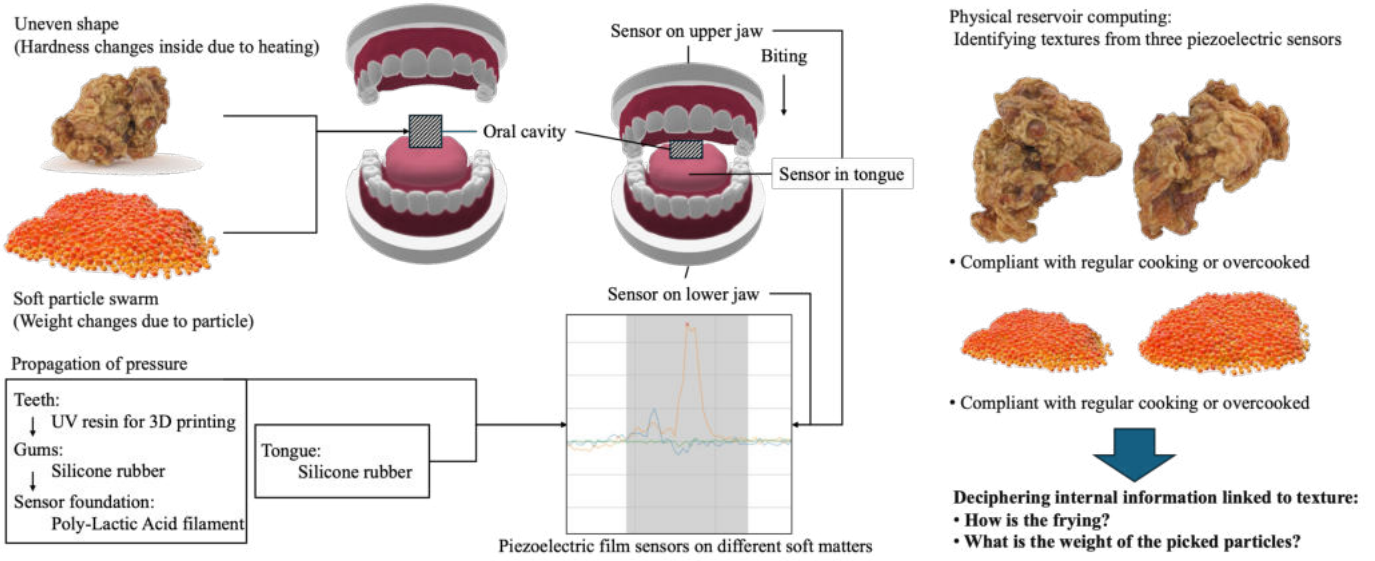 Uneven shape
(Hardness changes inside due to heating)
Soft particle swarm
(Weight changes due to particle)
Propagation of pressure
Teeth:
UV resin for 3D printing
Gums:
Silicone rubber
Sensor foundation:
Poly-Lactic Acid filament
Tongue:
Silicone rubber
Oral cavity
Sensor on upper jaw
Biting
Sensor in tongue
Sensor on lower jaw
Piezoelectric film sensors on different soft matters
Physical reservoir computing:
Identifying textures from three piezoelectric sensors
• Compliant with regular cooking or overcooked
• Compliant with regular cooking or overcooked
Deciphering internal information linked to texture:
• How is the frying?
• What is the weight of the picked particles?